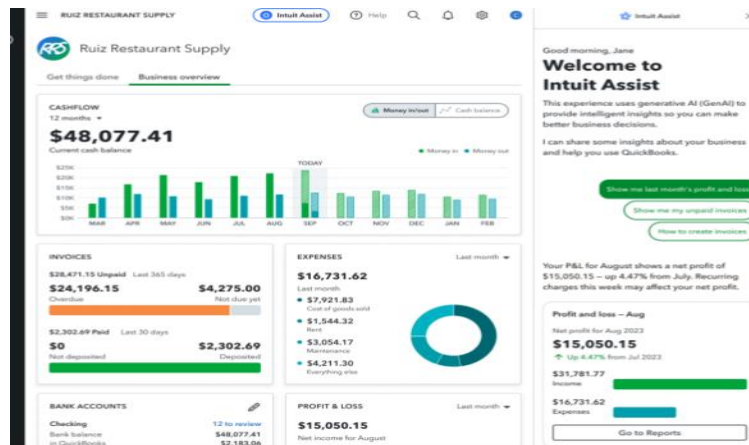 RUIZ RESTAURANT SUPPLY
Intuit Assist
Help
Ruiz Restaurant Supply
Get things done
Business overview
CASHFLOW
12 months
$48,077.41
Current cash balance
Money in/out
Cash balance
Money in
Money out
TODAY
$25K
$20K
$15K
$10K
$5K
$0K
MAR APR MAY JUN JUL AUG SEP OCT NOV DEC JAN FEB
INVOICES
$28,471.15 Unpaid Last 365 days
$24,196.15 $4,275.00
Overdue Not due yet
$2,302.69 Paid Last 30 days
$0 $2,302.69
Not deposited Deposited
EXPENSES Last month
$16,731.62
Last month
$7,921.83
Cost of goods sold
$1,544.32
Rent
$3,054.17
Maintenance
$4,211.30
Everything else
BANK ACCOUNTS
Checking 12 to review
Bank balance $48,077.41
in QuickBooks $2,183.06
PROFIT & LOSS Last month
$15,050.15
Net income for August
Intuit Assist
Good morning, Jane
Welcome to
Intuit Assist
This experience uses generative AI (GenAI) to
provide intelligent insights so you can make
better business decisions.
I can share some insights about your business
and help you use QuickBooks.
Show me last month's profit and loss
Show me my unpaid invoices
How to create invoices
Your P&L for August shows a net profit of
$15,050.15 – up 4.47% from July. Recurring
charges this week may affect your net profit.
Profit and loss – Aug
Net profit for Aug 2023
$15,050.15
Up 4.47% from Jul 2023
$31,781.77
Income
$16,731.62
Expenses
Go to Reports